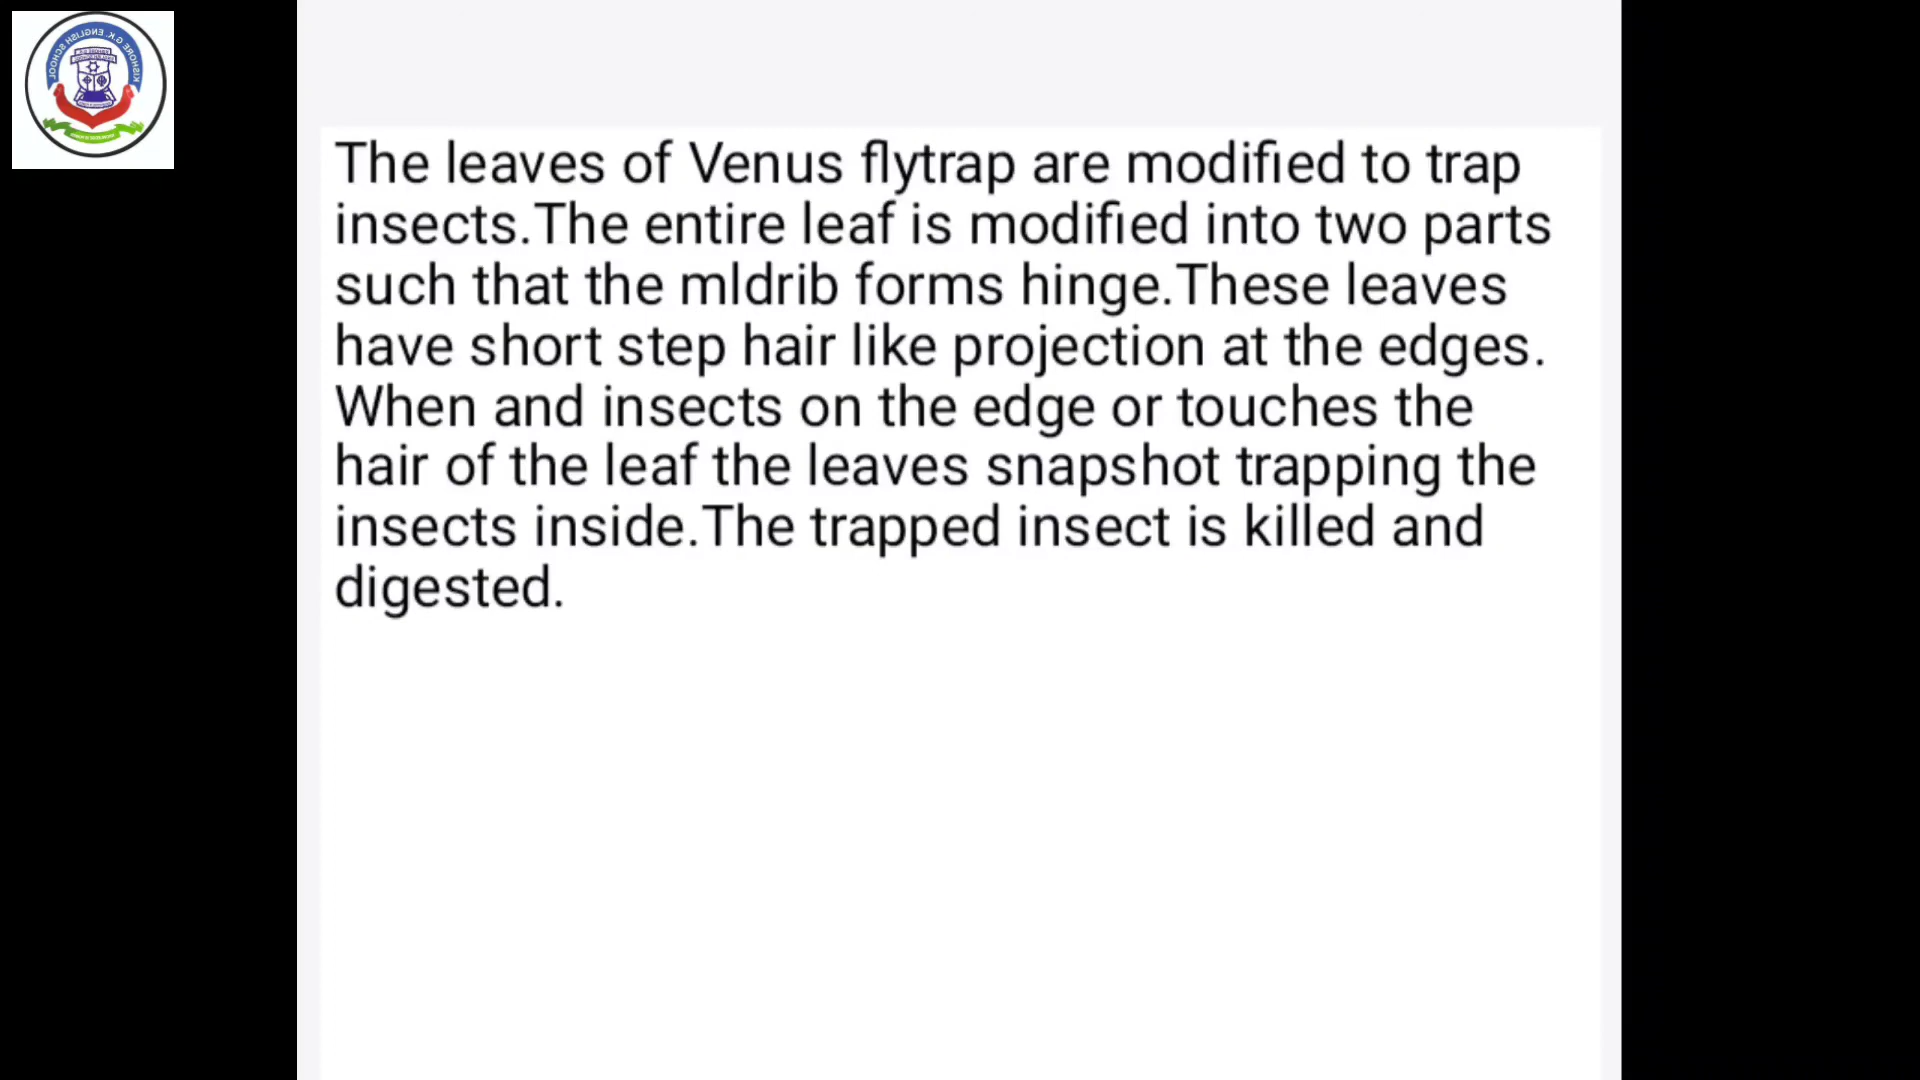 KISHORE G.K. ENGLISH SCHOOL
The leaves of Venus flytrap are modified to trap
insects.The entire leaf is modified into two parts
such that the mldrib forms hinge.These leaves
have short step hair like projection at the edges.
When and insects on the edge or touches the
hair of the leaf the leaves snapshot trapping the
insects inside.The trapped insect is killed and
digested.